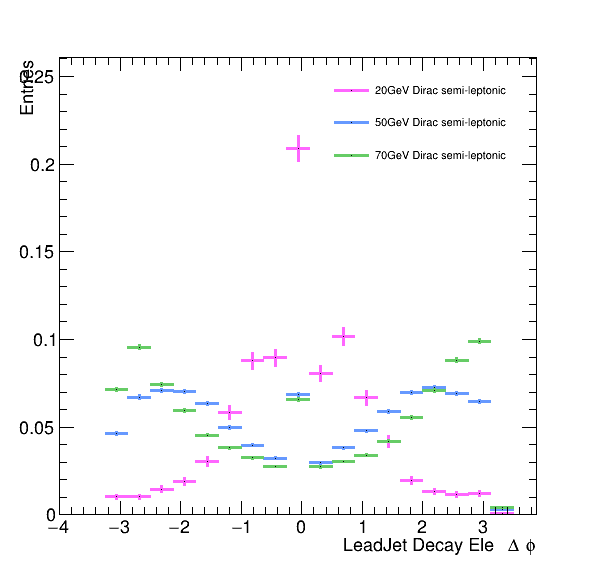 Entries
0.25
0.2
0.15
0.1
0.05
0
20GeV Dirac semi-leptonic
50GeV Dirac semi-leptonic
70GeV Dirac semi-leptonic
−4 −3 −2 −1 0 1 2 3
LeadJet Decay Ele Δ ϕ